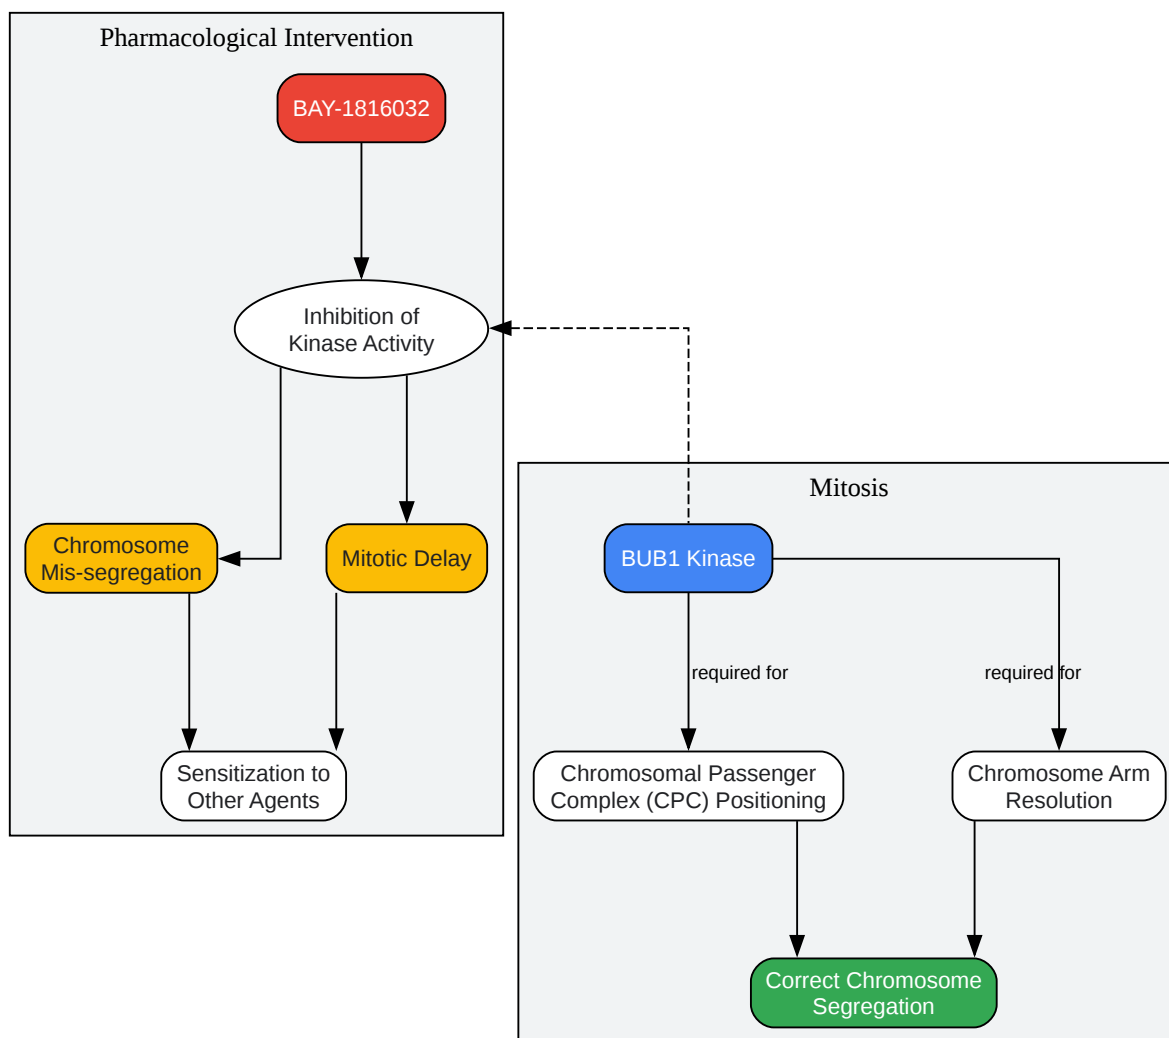 Pharmacological Intervention
BAY-1816032
Inhibition of
Kinase Activity
Chromosome
Mis-segregation
Mitotic Delay
Sensitization to
Other Agents
Mitosis
BUB1 Kinase
required for
required for
Chromosomal Passenger
Complex (CPC) Positioning
Chromosome Arm
Resolution
Correct Chromosome
Segregation